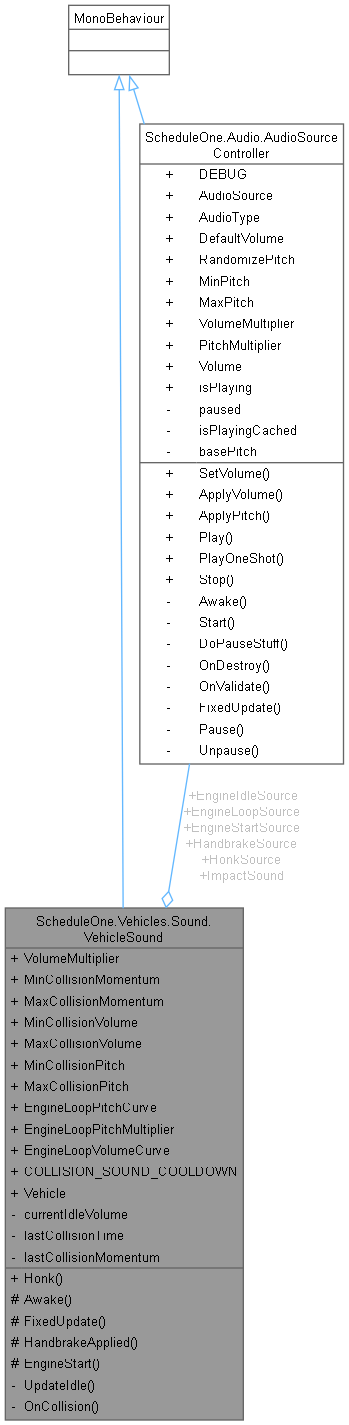 MonoBehaviour
ScheduleOne.Audio.AudioSource
Controller
+ DEBUG
+ AudioSource
+ AudioType
+ DefaultVolume
+ RandomizePitch
+ MinPitch
+ MaxPitch
+ VolumeMultiplier
+ PitchMultiplier
+ Volume
+ isPlaying
- paused
- isPlayingCached
- basePitch
+ SetVolume()
+ ApplyVolume()
+ ApplyPitch()
+ Play()
+ PlayOneShot()
+ Stop()
- Awake()
- Start()
- DoPauseStuff()
- OnDestroy()
- OnValidate()
- FixedUpdate()
- Pause()
- Unpause()
+EngineIdleSource
+EngineLoopSource
+EngineStartSource
+HandbrakeSource
+HonkSource
+ImpactSound
ScheduleOne.Vehicles.Sound.
VehicleSound
+ VolumeMultiplier
+ MinCollisionMomentum
+ MaxCollisionMomentum
+ MinCollisionVolume
+ MaxCollisionVolume
+ MinCollisionPitch
+ MaxCollisionPitch
+ EngineLoopPitchCurve
+ EngineLoopPitchMultiplier
+ EngineLoopVolumeCurve
+ COLLISION_SOUND_COOLDOWN
+ Vehicle
- currentIdleVolume
- lastCollisionTime
- lastCollisionMomentum
+ Honk()
# Awake()
# FixedUpdate()
# HandbrakeApplied()
# EngineStart()
- UpdateIdle()
- OnCollision()